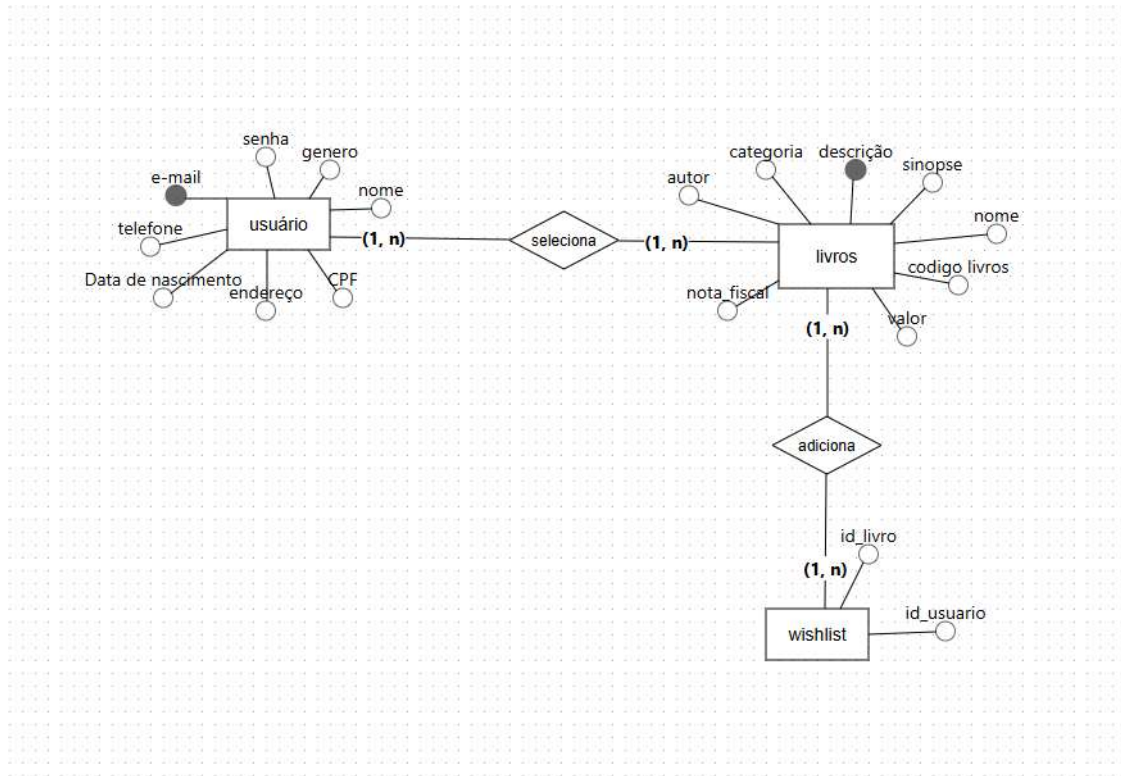 senha
genero
e-mail
nome
telefone
usuário
(1, n)
Data de nascimento
endereço
CPF
seleciona
(1, n)
categoria
descrição
sinopse
autor
nome
livros
codigo livros
nota_fiscal
valor
(1, n)
adiciona
id_livro
(1, n)
id_usuario
wishlist